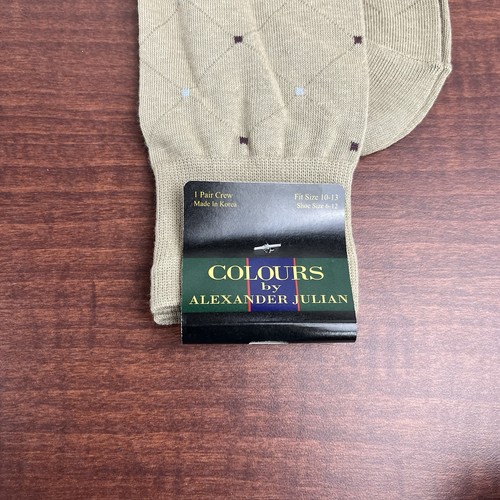 1 Pair Crew
Made in Korea
Fit Size 10-13
Shoe Size 6-12
COLOURS
by
ALEXANDER JULIAN